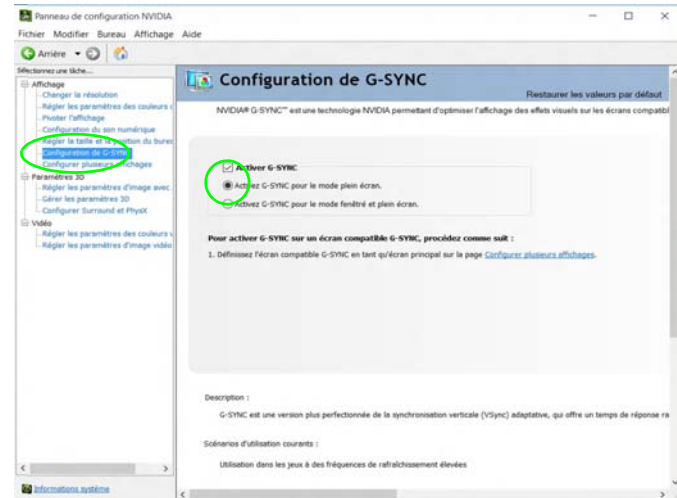 Panneau de configuration NVIDIA
Fichier Modifier Bureau Affichage Aide
Arrière
Sélectionnez une tâche...
Affichage
Changer la résolution
Régler les paramètres des couleurs
Pivoter l'affichage
Configuration du son numérique
Régler la taille et la position du bure
Configuration de G-SYNC
Configurer plusieurs affichages
Paramètres 3D
Régler les paramètres d'image avec
Gérer les paramètres 3D
Configurer Surround et PhysX
Vidéo
Régler les paramètres des couleurs
Régler les paramètres d'image vidéo
Informations système
Configuration de G-SYNC
Restaurer les valeurs par défaut
NVIDIA® G-SYNC™ est une technologie NVIDIA permettant d'optimiser l'affichage des effets visuels sur les écrans compatibl
Activer G-SYNC
Activez G-SYNC pour le mode plein écran.
Activez G-SYNC pour le mode fenêtré et plein écran.
Pour activer G-SYNC sur un écran compatible G-SYNC, procédez comme suit :
1. Définissez l'écran compatible G-SYNC en tant qu'écran principal sur la page Configurer plusieurs affichages.
Description :
G-SYNC est une version plus perfectionnée de la synchronisation verticale (VSync) adaptative, qui offre un temps de réponse ra
Scénarios d'utilisation courants :
Utilisation dans les jeux à des fréquences de rafraîchissement élevées